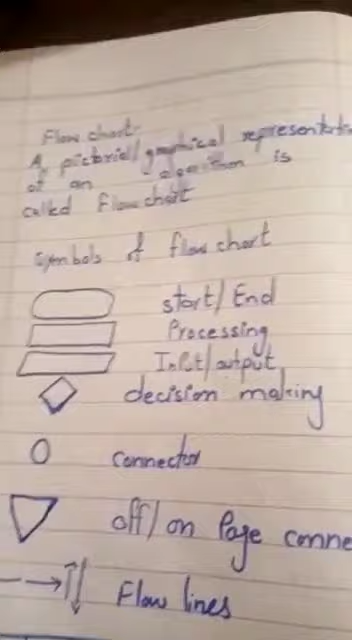 Flow chart:
A pictorial/graphical representation
of an algorithm is
called Flow chart
Symbols of flow chart
start/End
Processing
Input/output
decision making
Connector
off/on Page conne
Flow lines